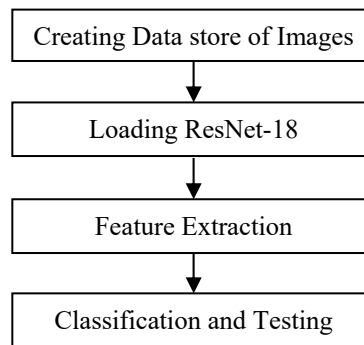 Creating Data store of Images
Loading ResNet-18
Feature Extraction
Classification and Testing